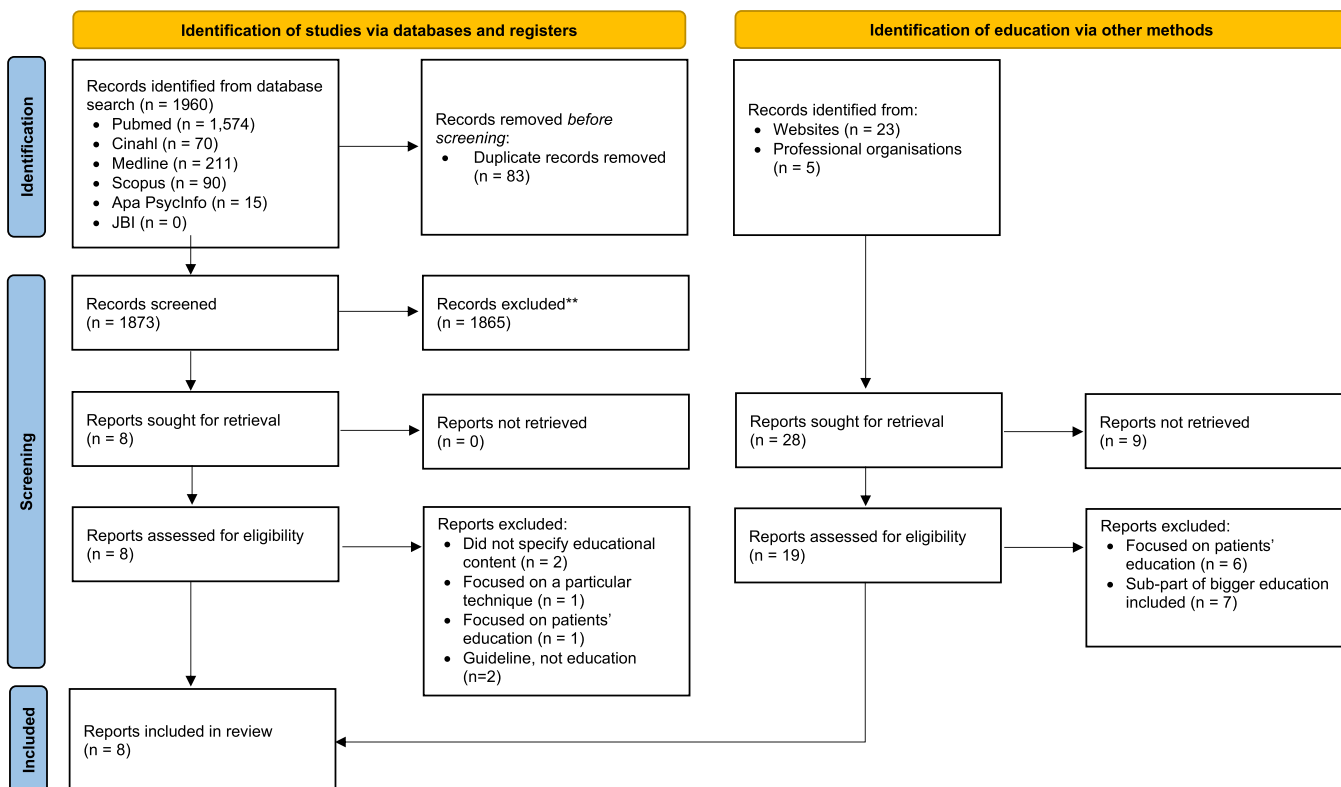 Identification of studies via databases and registers
Identification of education via other methods
Identification
Records identified from database
search (n = 1960)
• Pubmed (n = 1,574)
• Cinahl (n = 70)
• Medline (n = 211)
• Scopus (n = 90)
• Apa PsycInfo (n = 15)
• JBI (n = 0)
Records removed before
screening:
• Duplicate records removed
(n = 83)
Records identified from:
• Websites (n = 23)
• Professional organisations
(n = 5)
Screening
Records screened
(n = 1873)
Records excluded**
(n = 1865)
Reports sought for retrieval
(n = 8)
Reports not retrieved
(n = 0)
Reports sought for retrieval
(n = 28)
Reports not retrieved
(n = 9)
Reports assessed for eligibility
(n = 8)
Reports excluded:
• Did not specify educational
content (n = 2)
• Focused on a particular
technique (n = 1)
• Focused on patients’
education (n = 1)
• Guideline, not education
(n=2)
Reports assessed for eligibility
(n = 19)
Reports excluded:
• Focused on patients’
education (n = 6)
• Sub-part of bigger education
included (n = 7)
Included
Reports included in review
(n = 8)